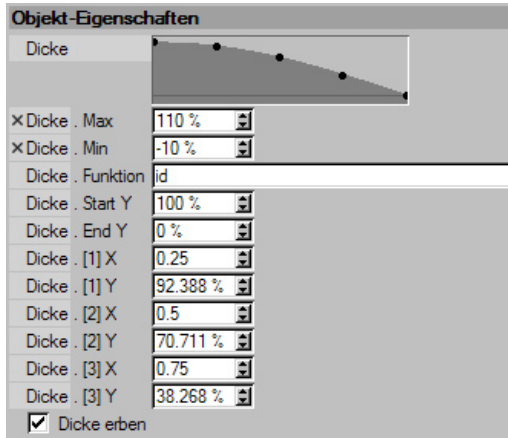 Objekt-Eigenschaften
Dicke
×Dicke . Max 110 %
×Dicke . Min -10 %
Dicke . Funktion id
Dicke . Start Y 100 %
Dicke . End Y 0 %
Dicke . [1] X 0.25
Dicke . [1] Y 92.388 %
Dicke . [2] X 0.5
Dicke . [2] Y 70.711 %
Dicke . [3] X 0.75
Dicke . [3] Y 38.268 %
Dicke erben